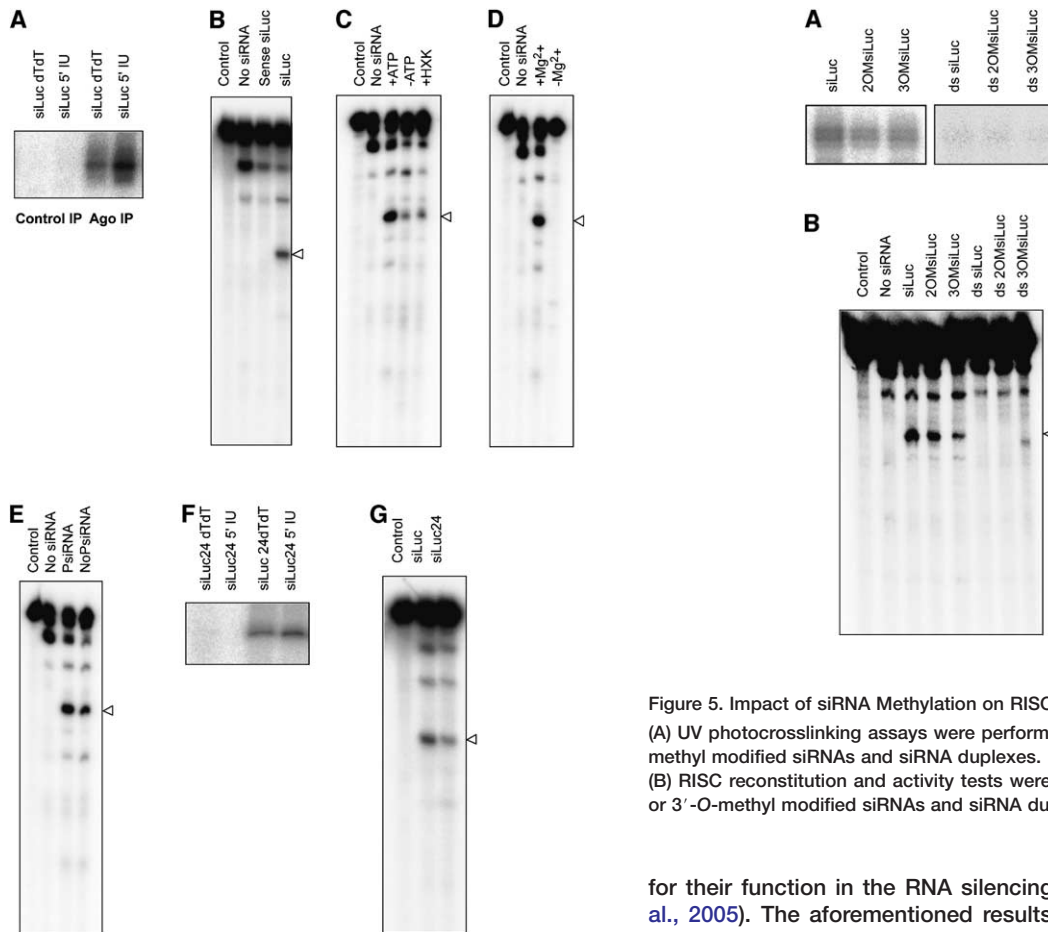 A
siLuc dTdT
siLuc 5' IU
siLuc dTdT
siLuc 5' IU
Control IP Ago IP
B
Control
No siRNA
Sense siLuc
siLuc
C
Control
No siRNA
+ATP
-ATP
+HXK
D
Control
No siRNA
+Mg2+
-Mg2+
E
Control
No siRNA
PsiRNA
NoPsiRNA
F
siLuc24 dTdT
siLuc24 5' IU
siLuc 24dTdT
siLuc24 5' IU
G
Control
siLuc
siLuc24
A
siLuc
2OMsiLuc
3OMsiLuc
ds siLuc
ds 2OMsiLuc
ds 3OMsiLuc
B
Control
No siRNA
siLuc
2OMsiLuc
3OMsiLuc
ds siLuc
ds 2OMsiLuc
ds 3OMsiLuc
Figure 5. Impact of siRNA Methylation on RISC
(A) UV photocrosslinking assays were perform
methyl modified siRNAs and siRNA duplexes.
(B) RISC reconstitution and activity tests were
or 3′-O-methyl modified siRNAs and siRNA du
for their function in the RNA silencing
al., 2005). The aforementioned results